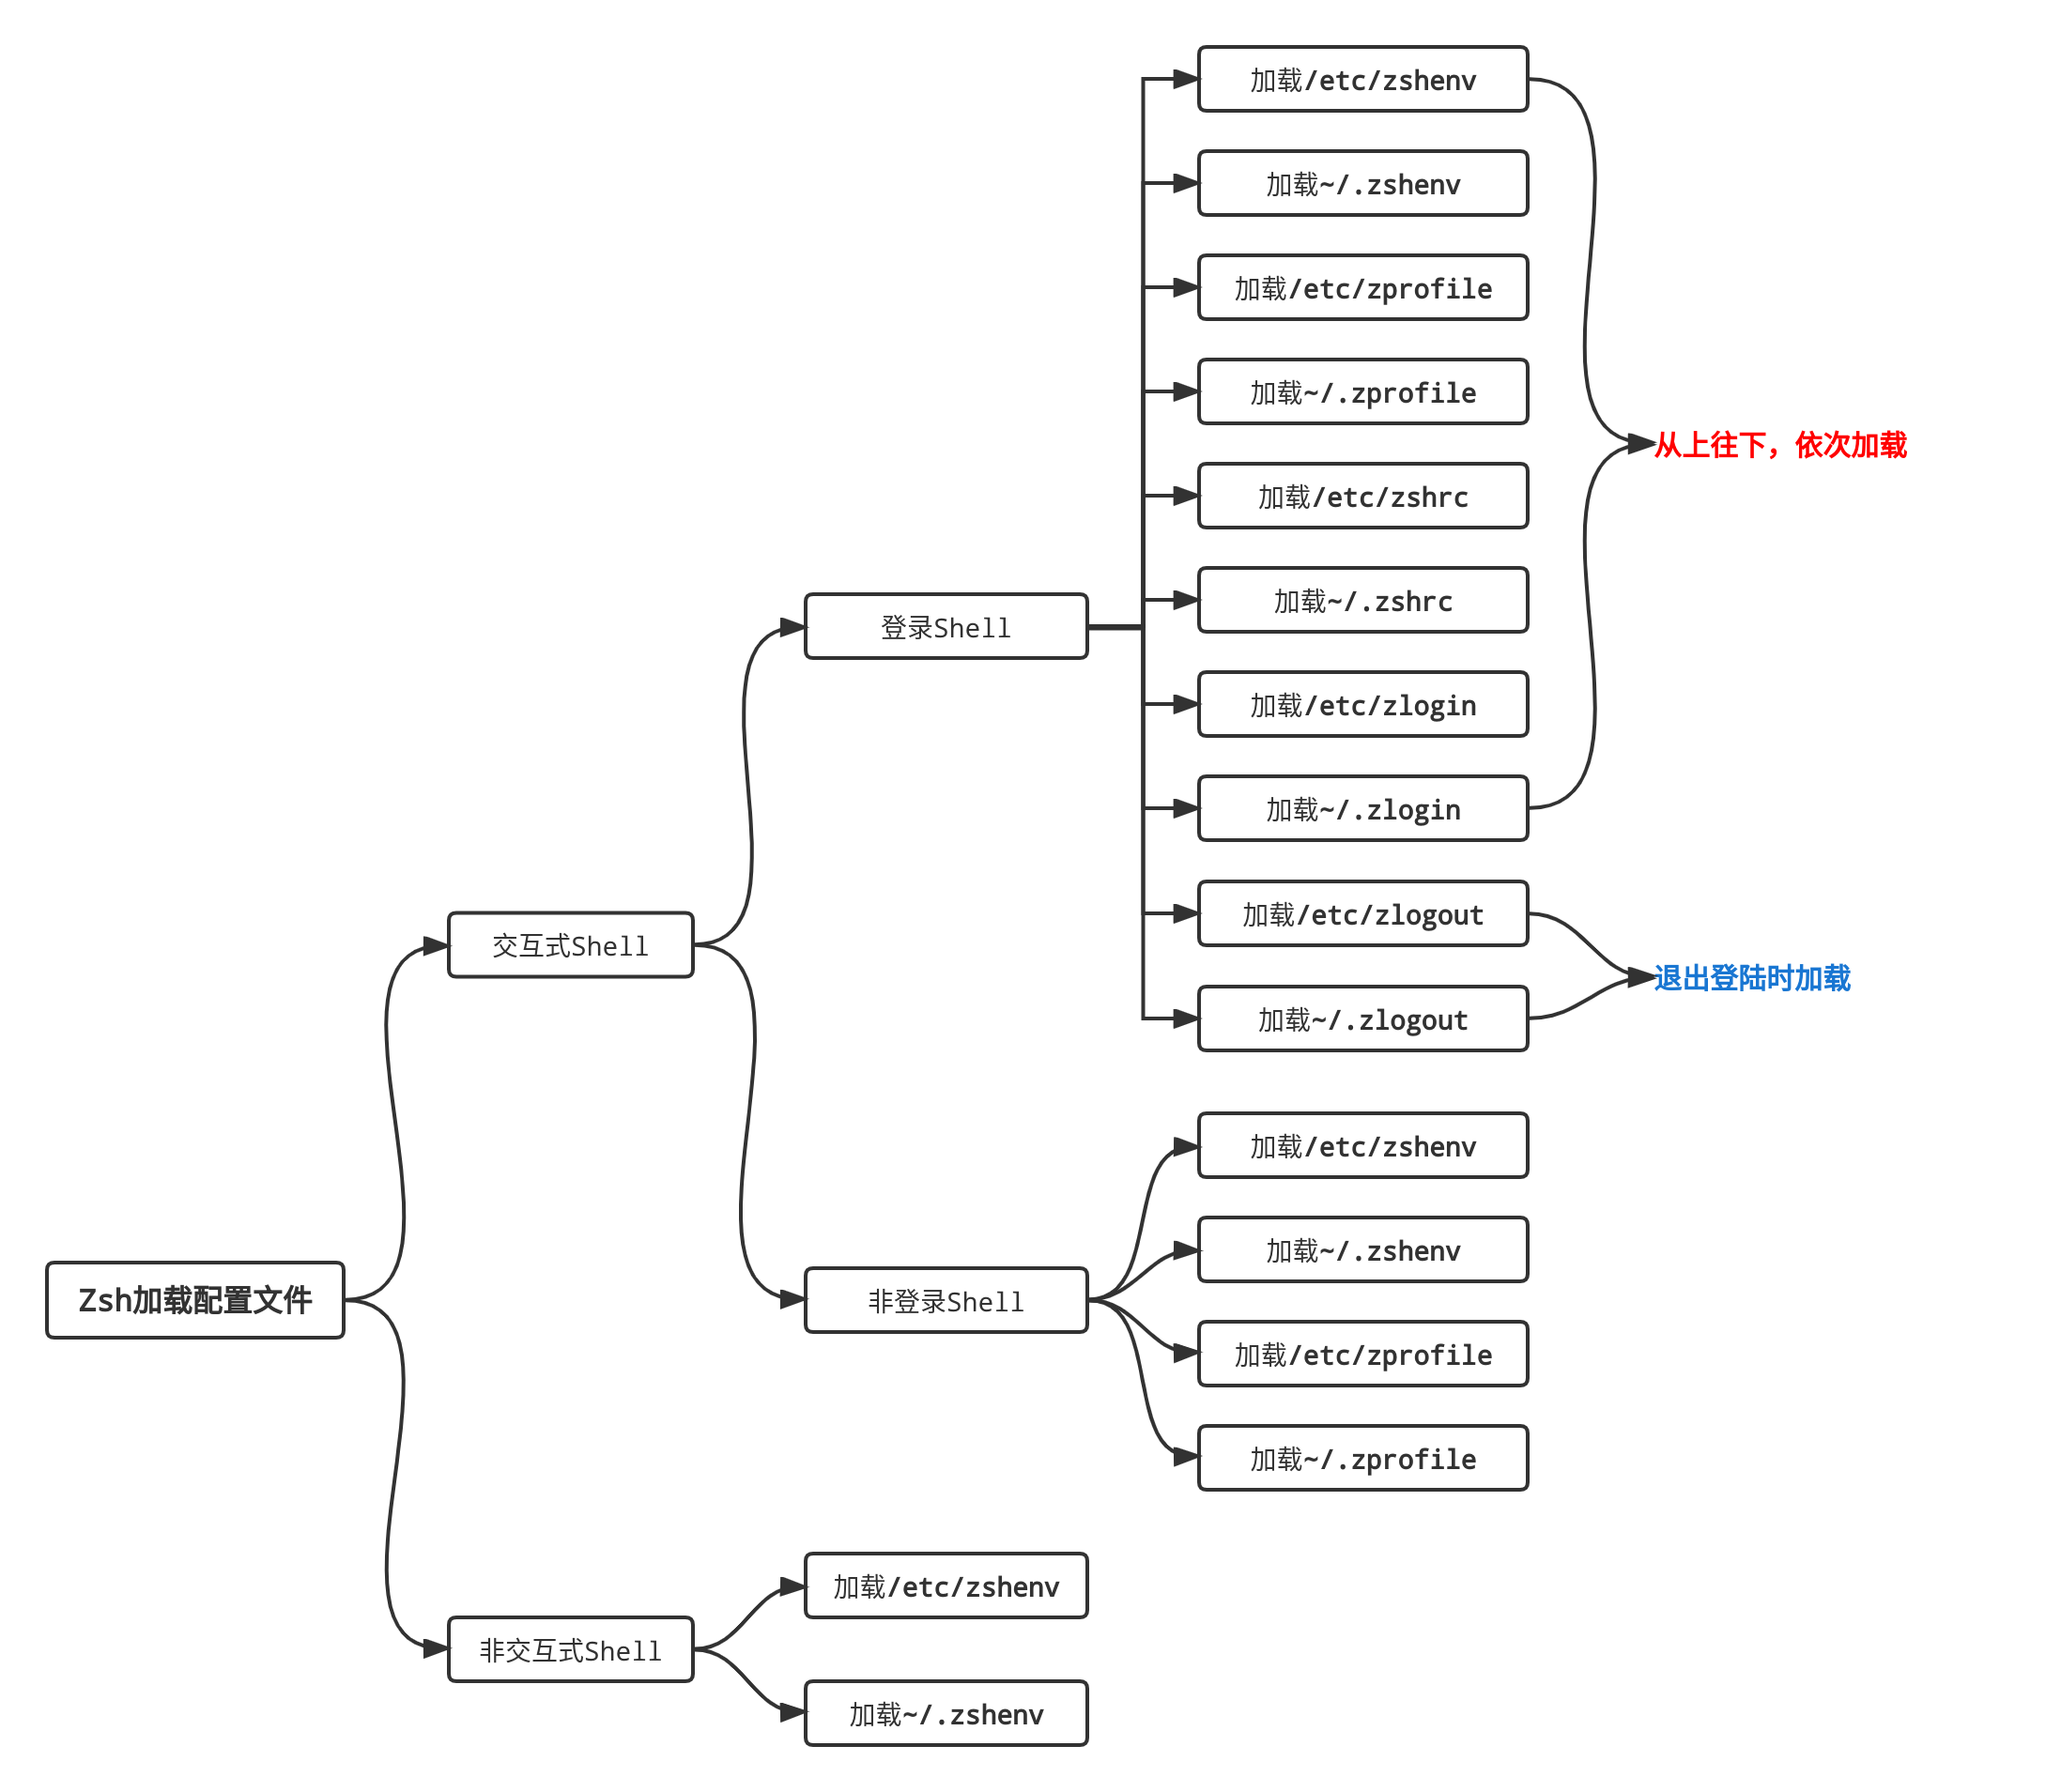 Zsh加载配置文件
交互式Shell
登录Shell
加载/etc/zshenv
加载~/.zshenv
加载/etc/zprofile
加载~/.zprofile
加载/etc/zshrc
加载~/.zshrc
加载/etc/zlogin
加载~/.zlogin
从上往下，依次加载
加载/etc/zlogout
加载~/.zlogout
退出登陆时加载
非登录Shell
加载/etc/zshenv
加载~/.zshenv
加载/etc/zprofile
加载~/.zprofile
非交互式Shell
加载/etc/zshenv
加载~/.zshenv